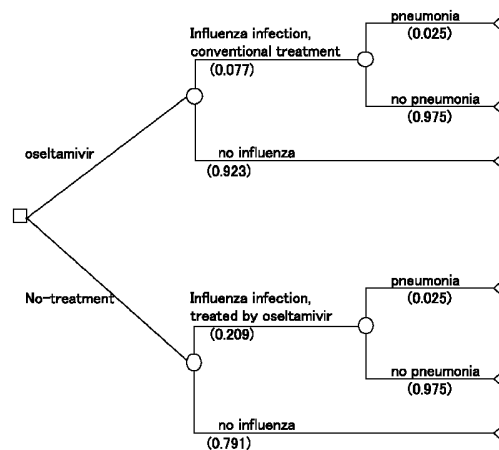 pneumonia
(0.025)
Influenza infection,
conventional treatment
(0.077)
no pneumonia
(0.975)
oseltamivir
no influenza
(0.923)
No-treatment
pneumonia
(0.025)
Influenza infection,
treated by oseltamivir
(0.209)
no pneumonia
(0.975)
no influenza
(0.791)